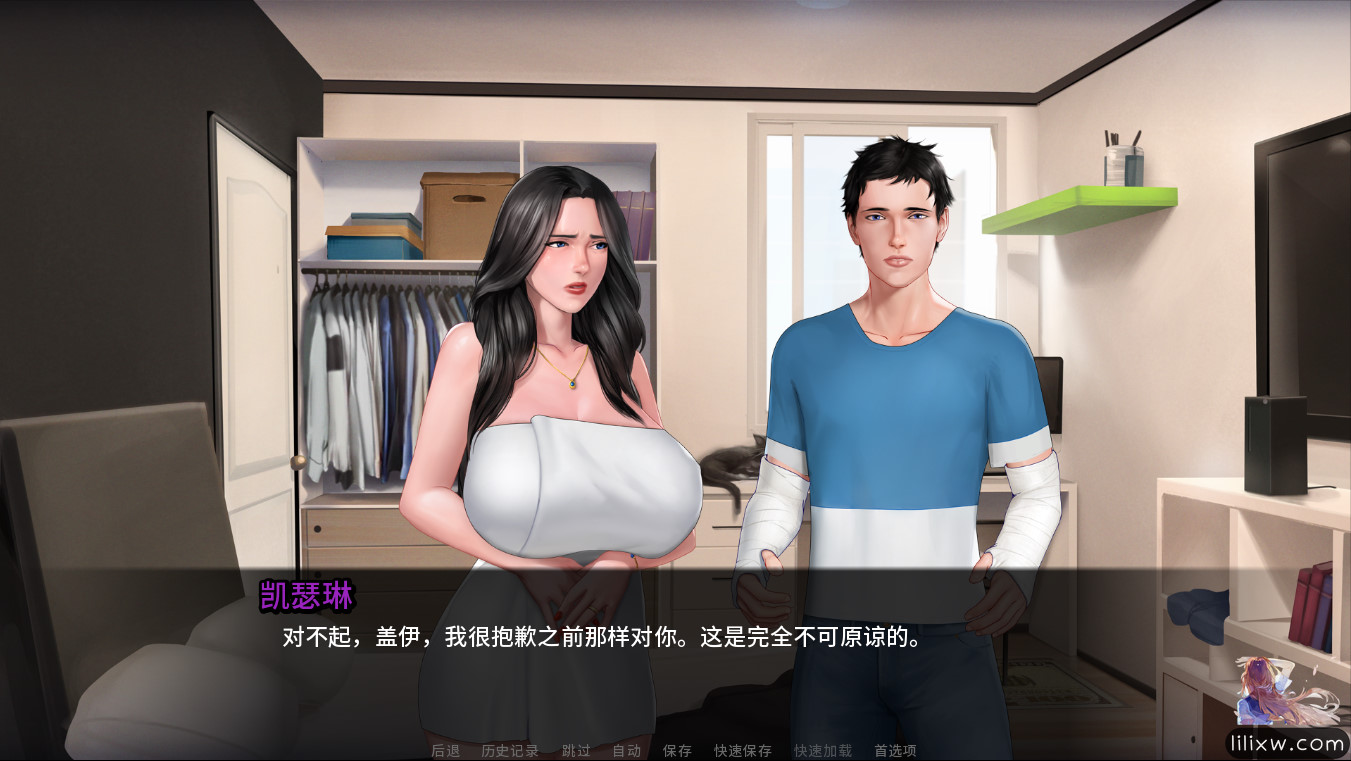 凯瑟琳
对不起，盖伊，我很抱歉之前那样对你。这是完全不可原谅的。
后退 历史记录 跳过 自动 保存 快速保存 快速加载 首选项
lilixw.com